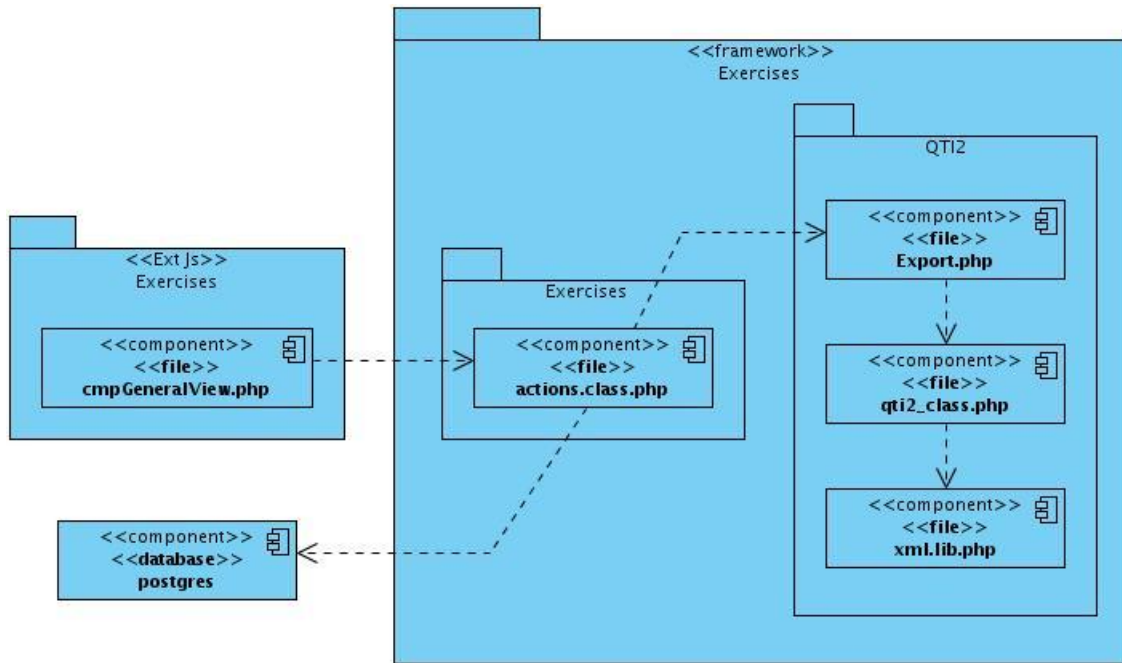 <<framework>>
Exercises
QTI2
<<component>>
<<file>>
Export.php
<<Ext Js>>
Exercises
Exercises
<<component>>
<<file>>
cmpGeneralView.php
<<component>>
<<file>>
actions.class.php
<<component>>
<<file>>
qti2_class.php
<<component>>
<<file>>
xml.lib.php
<<component>>
<<database>>
postgres